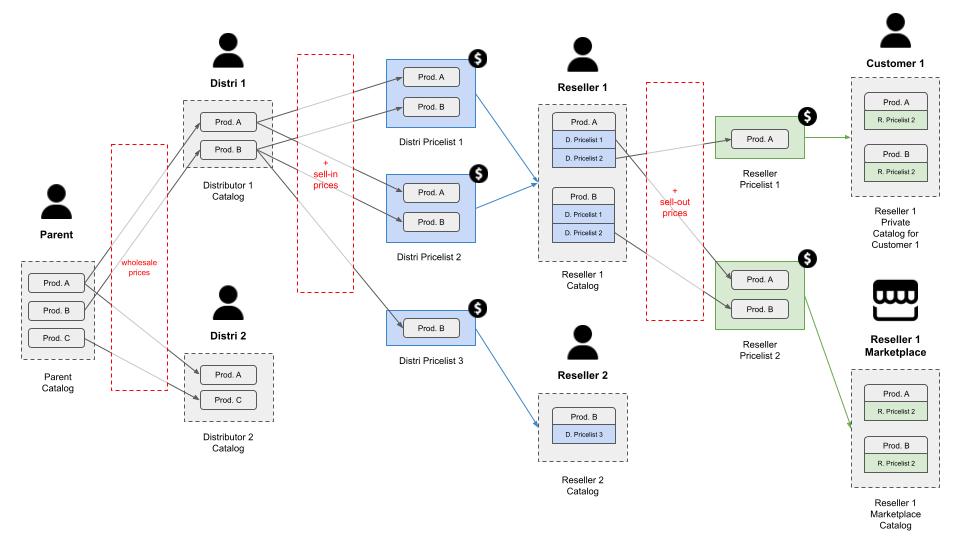 Parent
Prod. A
Prod. B
Prod. C
Parent
Catalog
wholesale
prices
Distri 1
Prod. A
Prod. B
Distributor 1
Catalog
Distri 2
Prod. A
Prod. C
Distributor 2
Catalog
+
sell-in
prices
$
Prod. A
Prod. B
Distri Pricelist 1
$
Prod. A
Prod. B
Distri Pricelist 2
$
Prod. B
Distri Pricelist 3
Reseller 1
Prod. A
D. Pricelist 1
D. Pricelist 2
Prod. B
D. Pricelist 1
D. Pricelist 2
Reseller 1
Catalog
Reseller 2
Prod. B
D. Pricelist 3
Reseller 2
Catalog
+
sell-out
prices
$
Prod. A
Reseller
Pricelist 1
$
Prod. A
Prod. B
Reseller
Pricelist 2
Customer 1
Prod. A
R. Pricelist 2
Prod. B
R. Pricelist 2
Reseller 1
Private
Catalog for
Customer 1
Reseller 1
Marketplace
Prod. A
R. Pricelist 2
Prod. B
R. Pricelist 2
Reseller 1
Marketplace
Catalog